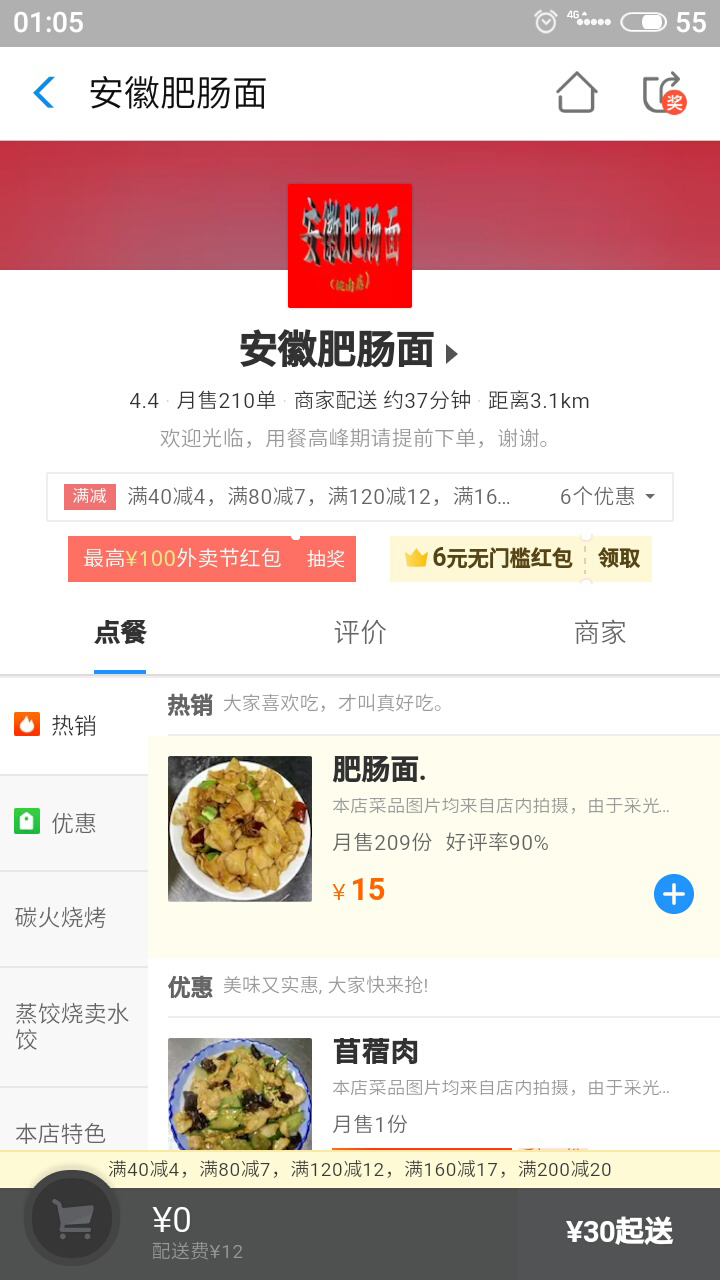 01:05
4G
55
安徽肥肠面
奖
安徽肥肠面
安徽肥肠面
4.4 · 月售210单 · 商家配送 约37分钟 · 距离3.1km
欢迎光临，用餐高峰期请提前下单，谢谢。
满减 满40减4，满80减7，满120减12，满16... 6个优惠
最高¥100外卖节红包 抽奖
6元无门槛红包 领取
点餐 评价 商家
热销
优惠
碳火烧烤
蒸饺烧卖水
饺
本店特色
热销 大家喜欢吃，才叫真好吃。
肥肠面.
本店菜品图片均来自店内拍摄，由于采光...
月售209份 好评率90%
¥15
优惠 美味又实惠, 大家快来抢!
苜蓿肉
本店菜品图片均来自店内拍摄，由于采光...
月售1份
满40减4，满80减7，满120减12，满160减17，满200减20
¥0
配送费¥12
¥30起送